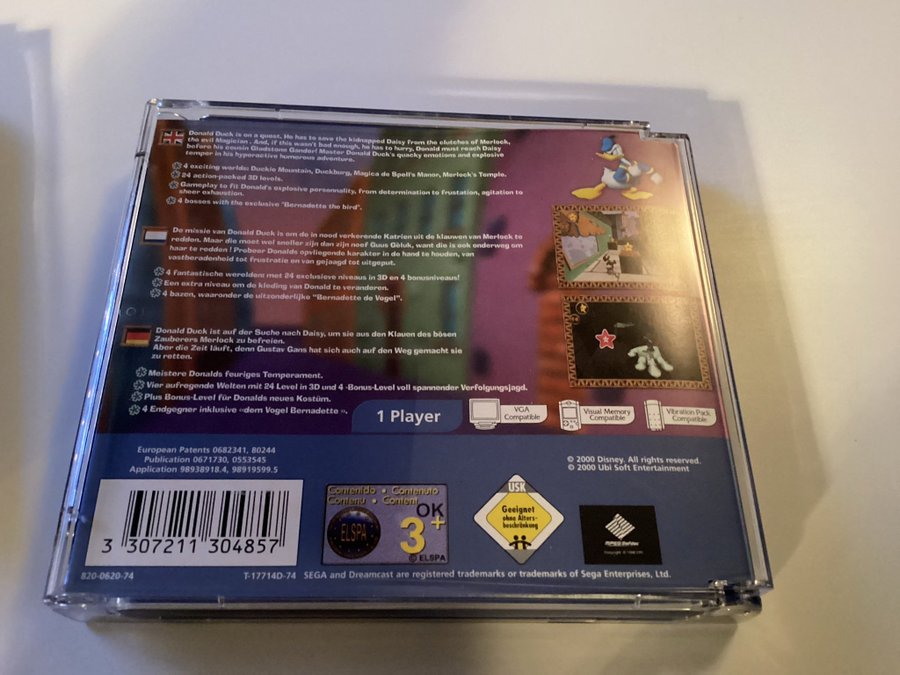 Donald Duck is on a quest. He has to save the kidnapped Daisy from the clutches of Merlock,
the evil Magician. And, if this wasn't bad enough, he has to hurry, Donald must reach Daisy
before his cousin Gladstone Gander! Master Donald Duck's quacky emotions and explosive
temper in his hyperactive humorous adventure.
4 exciting worlds: Duckie Mountain, Duckburg, Magica de Spell's Manor, Merlock's Temple.
24 action-packed 3D levels.
Gameplay to fit Donald's explosive personnality, from determination to frustation, agitation to
sheer exhaustion.
4 bosses with the exclusive "Bernadette the bird".
De missie van Donald Duck is om de in nood verkerende Katrien uit de klauwen van Merlock te
redden. Maar die moet wel sneller zijn dan zijn neef Guus Geluk, want die is ook onderweg om
haar te redden ! Probeer Donalds opvliegende karakter in de hand te houden, van
vastberadenheid tot frustratie en van gejaagd tot uitgeput.
4 fantastische werelden: met 24 exclusieve niveaus in 3D en 4 bonusniveaus!
Een extra niveau om de kleding van Donald te veranderen.
4 bazen, waaronder de uitzonderlijke "Bernadette de Vogel".
Donald Duck ist auf der Suche nach Daisy, um sie aus den Klauen des bösen
Zauberers Merlock zu befreien.
Aber die Zeit läuft, denn Gustav Gans hat sich auch auf den Weg gemacht sie
zu retten.
Meistere Donalds feuriges Temperament.
Vier aufregende Welten mit 24 Level in 3D und 4 -Bonus-Level voll spannender Verfolgungsjagd.
Plus Bonus-Level für Donalds neues Kostüm.
4 Endgegner inklusive «dem Vogel Bernadette ».
1 Player
VGA
Compatible
Visual Memory
Compatible
Vibration Pack
Compatible
European Patents 0682341, 80244
Publication 0671730, 0553545
Application 98938918.4, 98919599.5
© 2000 Disney. All rights reserved.
© 2000 Ubi Soft Entertainment
3 307211 304857
Contenido • Contenuto
Contenu • Content
ELSPA
OK
3+
© ELSPA
USK
Geeignet
ohne Alters-
beschränkung
MPEG Sofdec
820-0620-74
T-17714D-74
SEGA and Dreamcast are registered trademarks or trademarks of Sega Enterprises, Ltd.